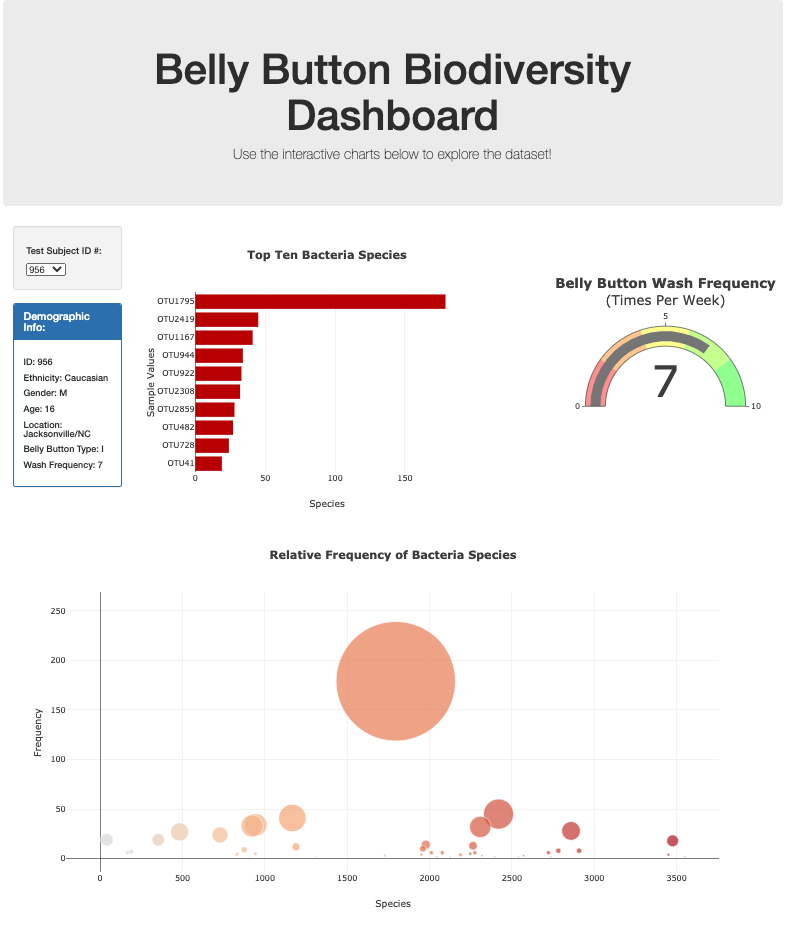 Belly Button Biodiversity
Dashboard
Use the interactive charts below to explore the dataset!
Test Subject ID #:
956
Demographic
Info:
ID: 956
Ethnicity: Caucasian
Gender: M
Age: 16
Location:
Jacksonville/NC
Belly Button Type: I
Wash Frequency: 7
Top Ten Bacteria Species
Sample Values
OTU1795
OTU2419
OTU1167
OTU944
OTU922
OTU2308
OTU2859
OTU482
OTU728
OTU41
0 50 100 150
Species
Belly Button Wash Frequency
(Times Per Week)
5
7
0 10
Relative Frequency of Bacteria Species
Frequency
250
200
150
100
50
0
0 500 1000 1500 2000 2500 3000 3500
Species